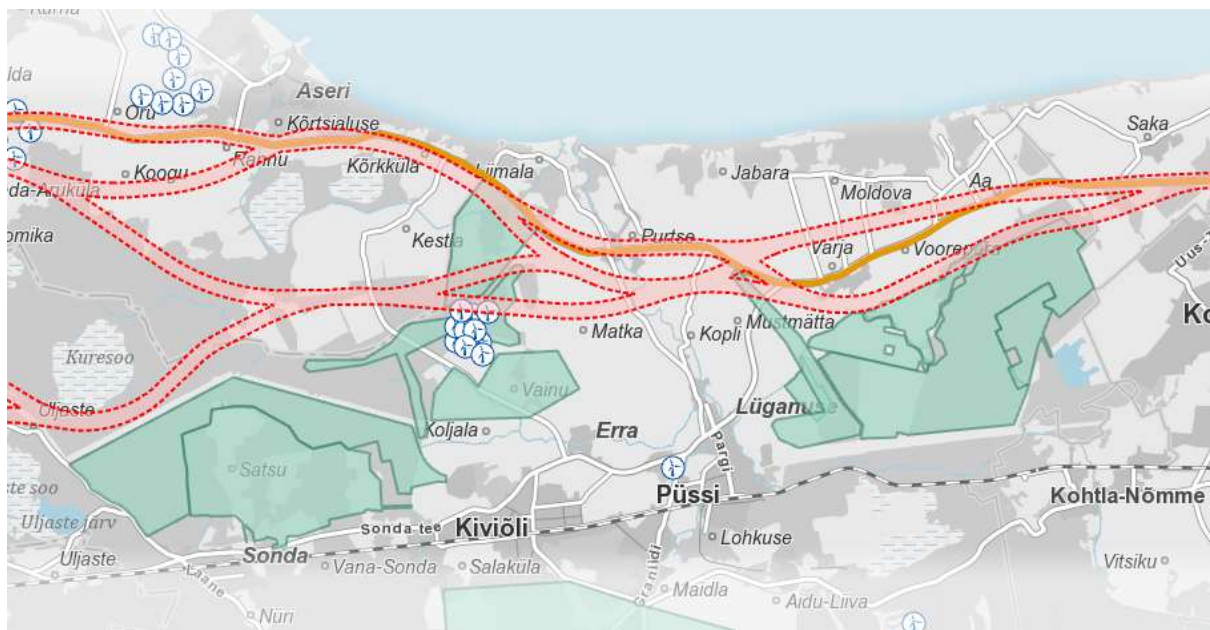 Aseri
Oru
Kõrtsialuse
Saka
Rannu
Kõrkküla
Liimala
Koogu
Jabara
Aa
Moldova
Kestla
Purtse
Varja
Voorepera
Uus-
Ko
Matka
Kopli
Mustmätta
Kuresoo
Vainu
Uljaste
Lüganuse
Koljala
Erra
Pargi
Satsu
Püssi
Kohtla-Nõmme
Uljaste järv
Sonda tee
Kiviõli
Sonda
Lohkuse
Uljaste
Vana-Sonda
Salaküla
Vitsiku
Maidla
Aidu-Liiva
Nüri